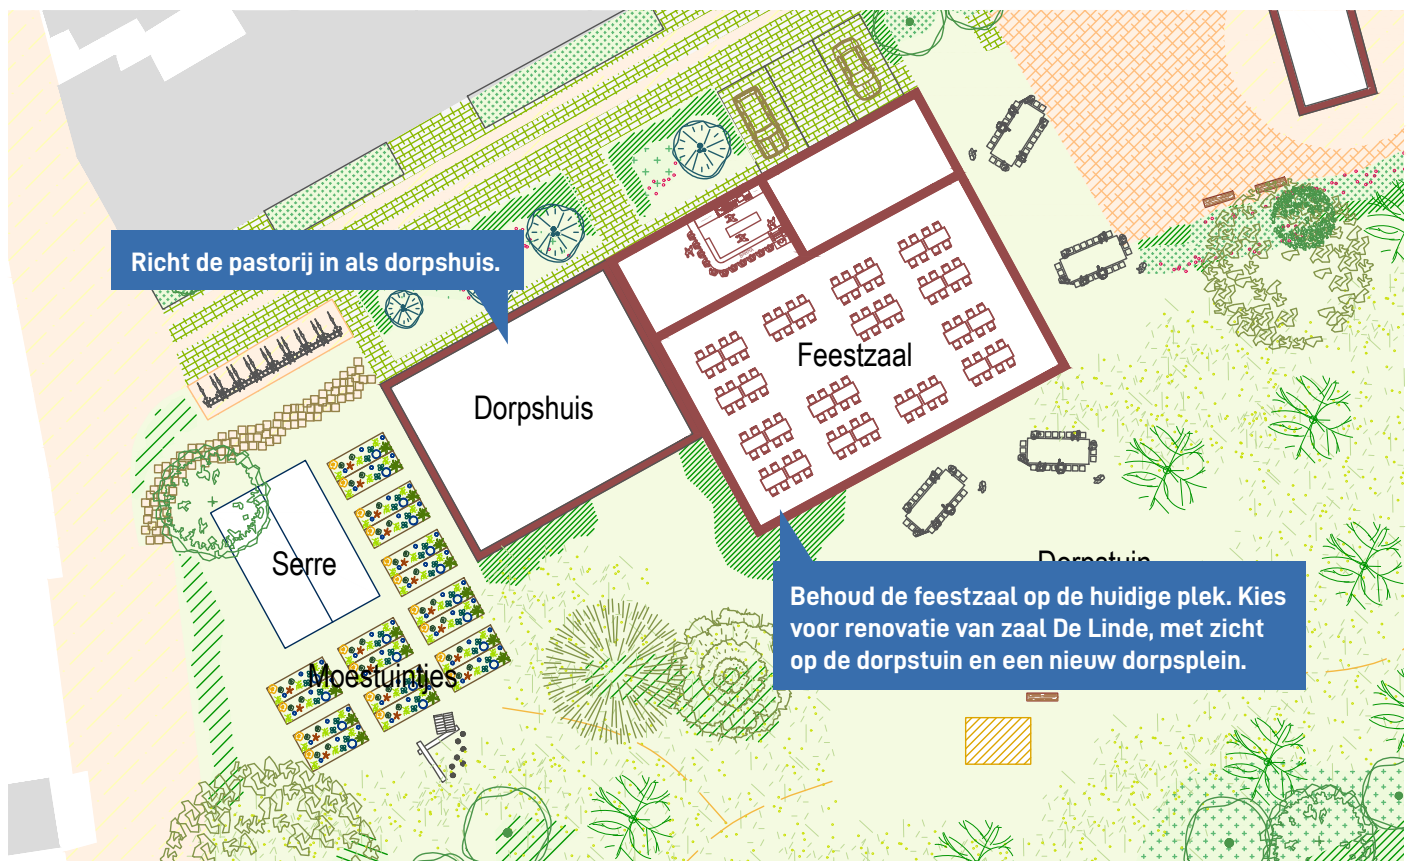 Richt de pastorij in als dorpshuis.
Feestzaal
Dorpshuis
Serre
Dorpstuin
Behoud de feestzaal op de huidige plek. Kies
voor renovatie van zaal De Linde, met zicht
op de dorpstuin en een nieuw dorpsplein.
Moestuintjes